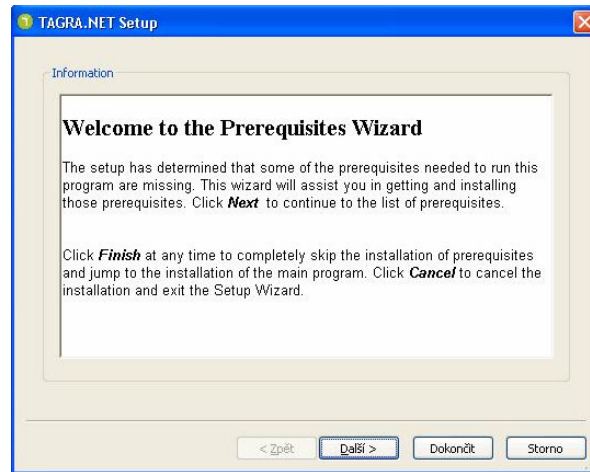 TAGRA.NET Setup
Information
Welcome to the Prerequisites Wizard
The setup has determined that some of the prerequisites needed to run this
program are missing. This wizard will assist you in getting and installing
those prerequisites. Click Next to continue to the list of prerequisites.
Click Finish at any time to completely skip the installation of prerequisites
and jump to the installation of the main program. Click Cancel to cancel the
installation and exit the Setup Wizard.
< Zpět Další > Dokončit Storno